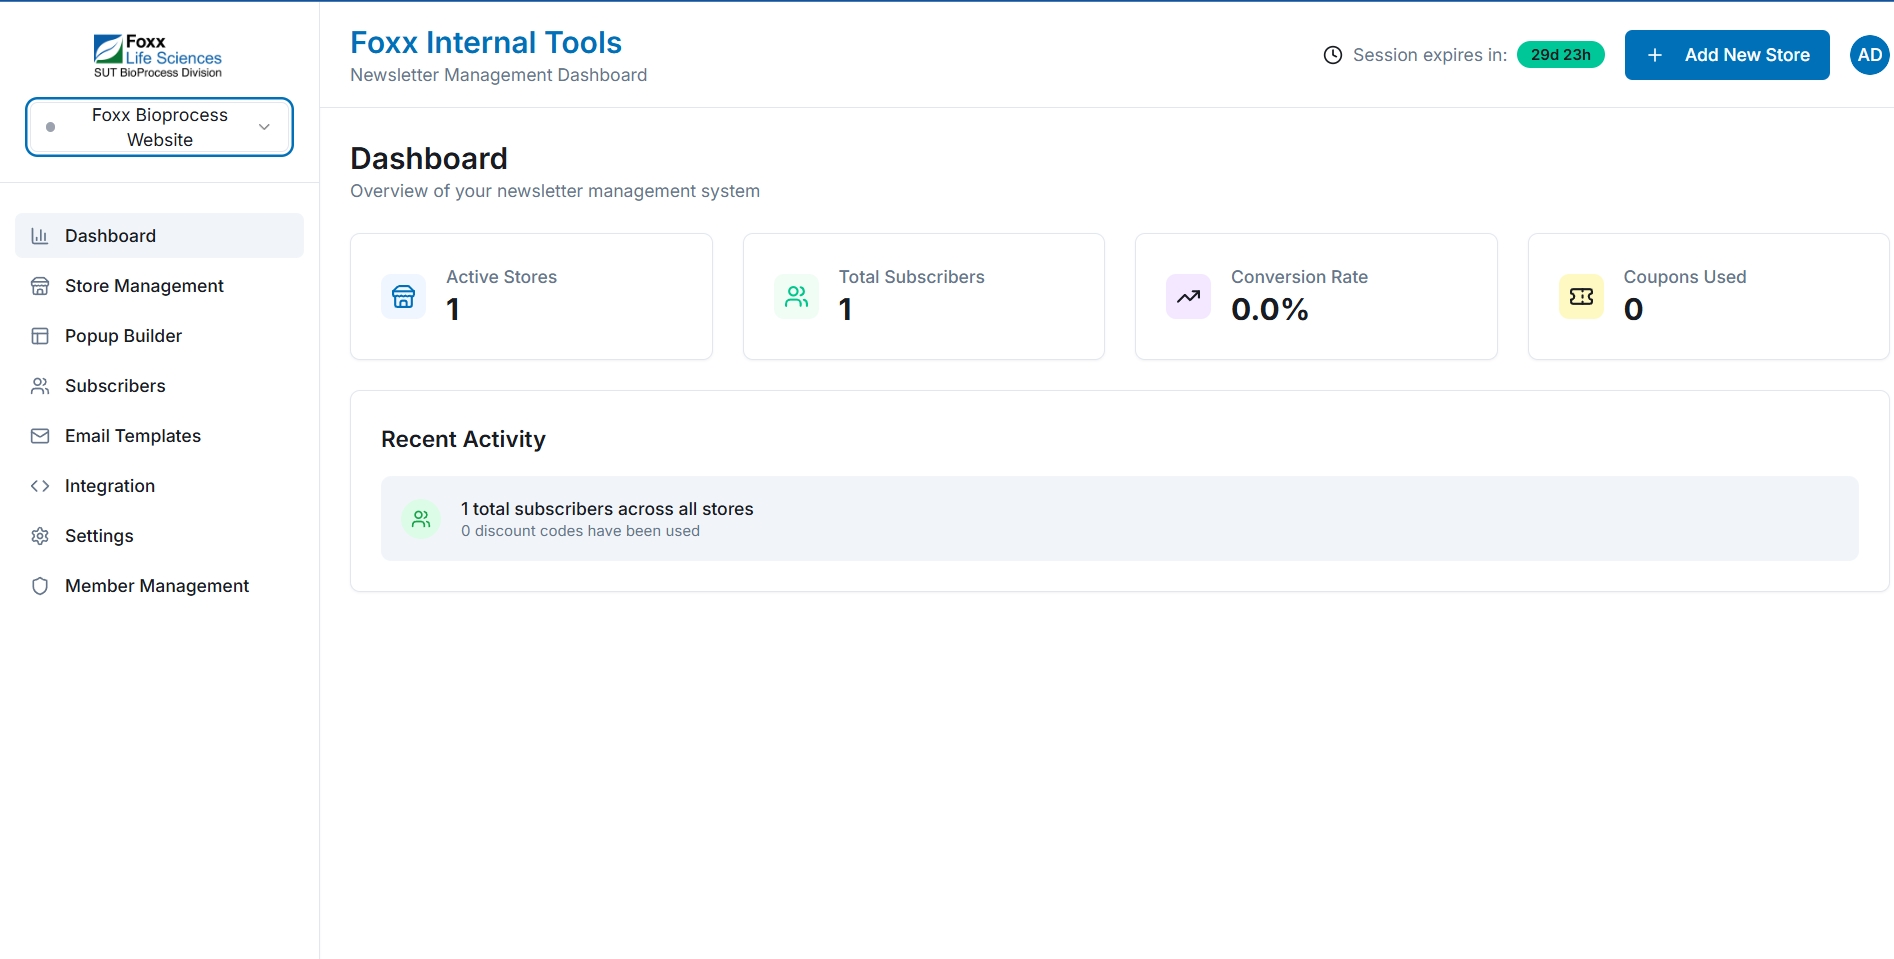 Foxx
Life Sciences
SUT BioProcess Division
Foxx Bioprocess
Website
Dashboard
Store Management
Popup Builder
Subscribers
Email Templates
Integration
Settings
Member Management
Foxx Internal Tools
Newsletter Management Dashboard
Session expires in: 29d 23h
Add New Store
AD
Dashboard
Overview of your newsletter management system
Active Stores
1
Total Subscribers
1
Conversion Rate
0.0%
Coupons Used
0
Recent Activity
1 total subscribers across all stores
0 discount codes have been used